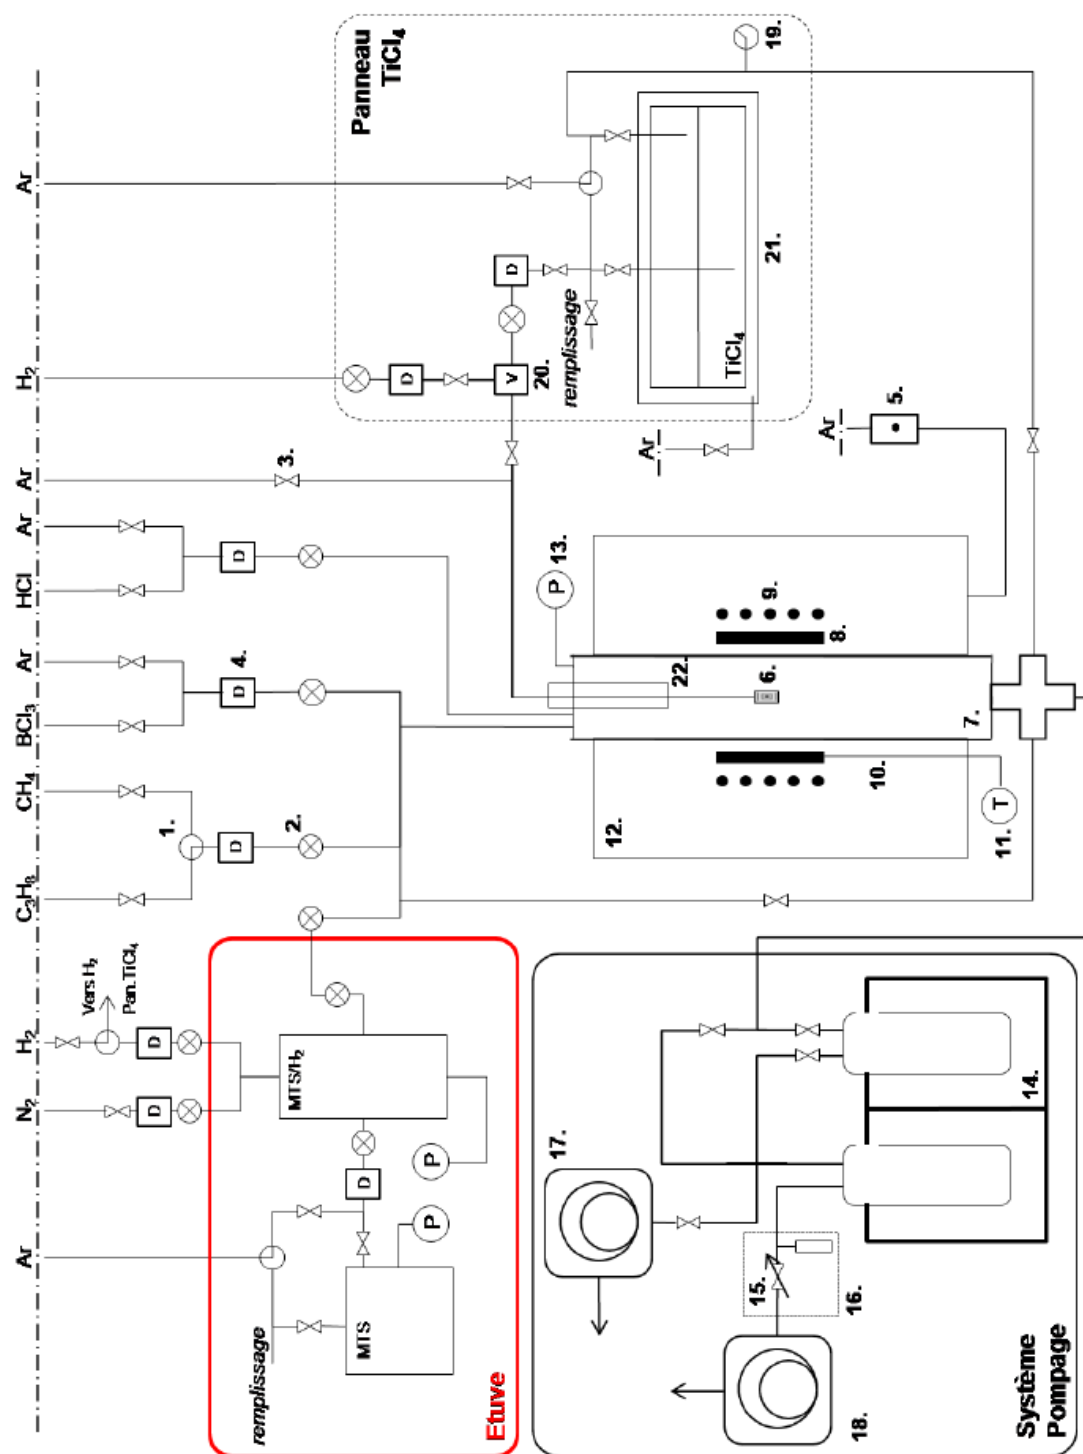 Ar
N₂
H₂
C₃H₈
CH₄
BCl₃
Ar
HCl
Ar
Ar
H₂
Ar
Vers H₂
Pan.TiCl₄
1.
2.
D
D
D
D
4.
D
3.
remplissage
MTS
P
D
P
MTS/H₂
Etuve
Panneau
TiCl₄
D
V
20.
D
remplissage
TiCl₄
21.
19.
Ar
Ar
5.
P
13.
22.
6.
7.
8.
9.
10.
T
11.
12.
17.
14.
15.
16.
18.
Système
Pompage